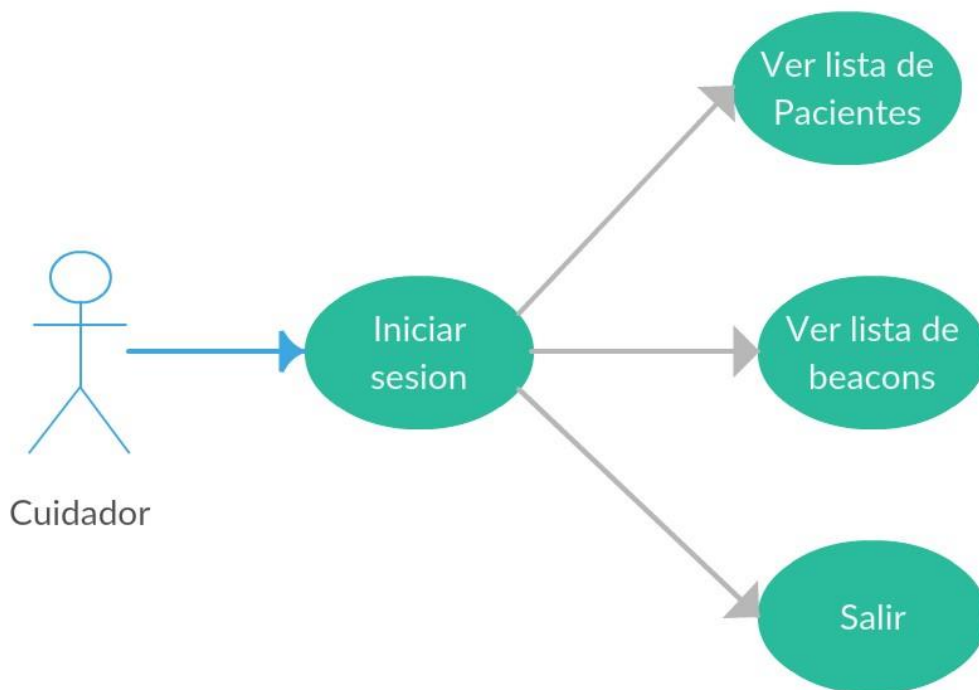 Ver lista de
Pacientes
Iniciar
sesion
Ver lista de
beacons
Cuidador
Salir